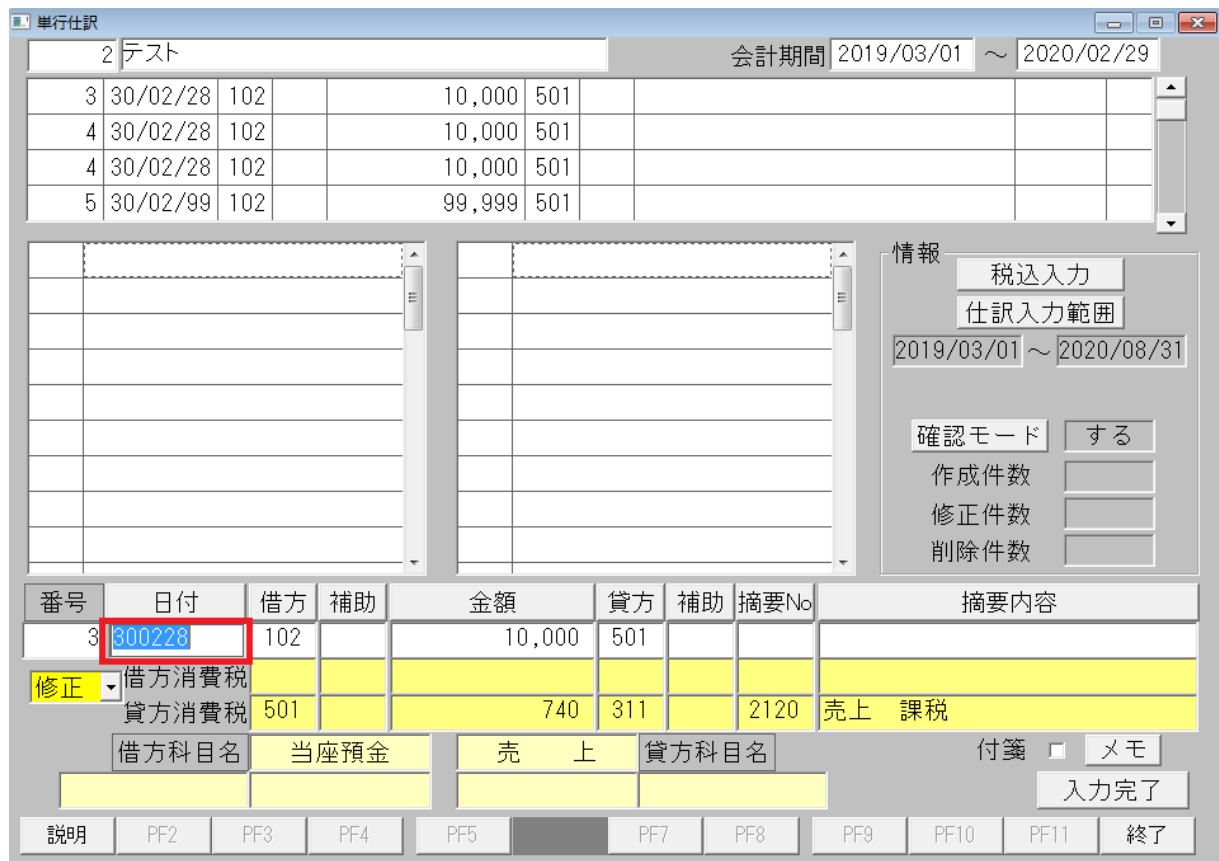 単行仕訳
2 テスト 会計期間 2019/03/01 ～ 2020/02/29
3 30/02/28 102 10,000 501
4 30/02/28 102 10,000 501
4 30/02/28 102 10,000 501
5 30/02/99 102 99,999 501
情報
税込入力
仕訳入力範囲
2019/03/01 ～ 2020/08/31
確認モード する
作成件数
修正件数
削除件数
番号 日付 借方 補助 金額 貸方 補助 摘要No 摘要内容
3 300228 102 10,000 501
修正 借方消費税
貸方消費税 501 740 311 2120 売上 課税
借方科目名 当座預金 売 上 貸方科目名 付箋 メモ
入力完了
説明 PF2 PF3 PF4 PF5 PF7 PF8 PF9 PF10 PF11 終了